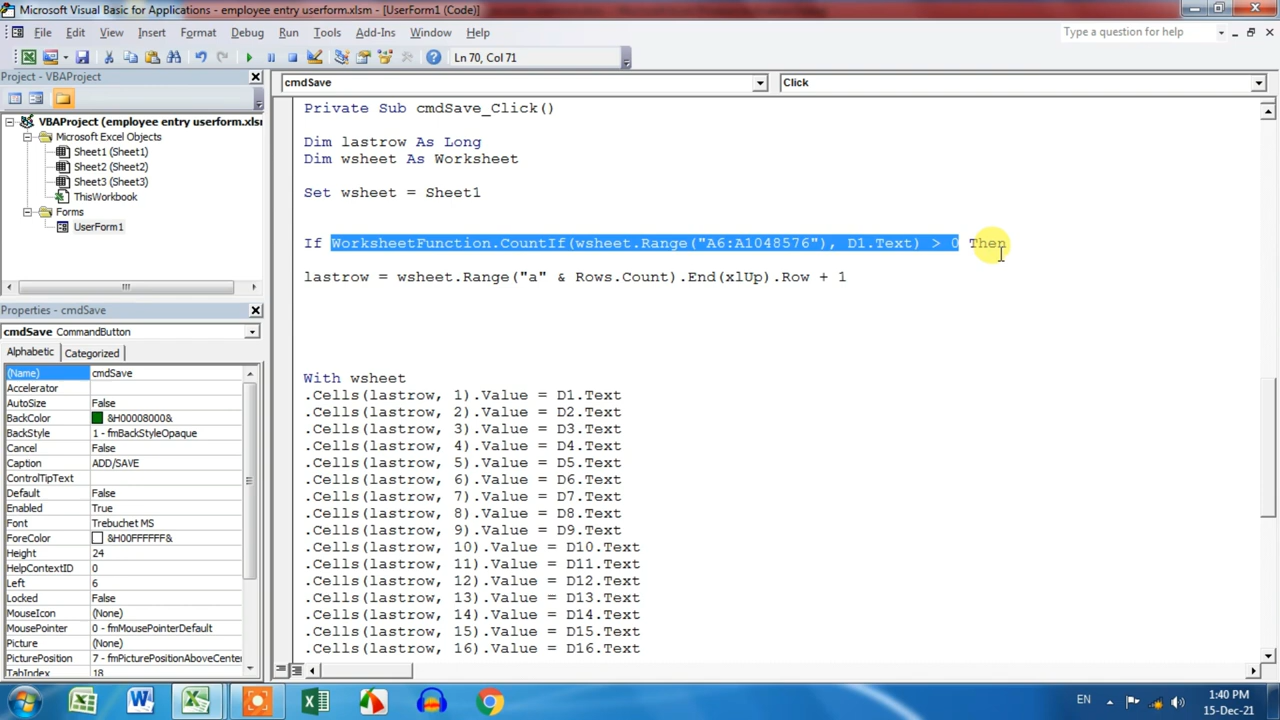 Microsoft Visual Basic for Applications - employee entry userform.xlsm - [UserForm1 (Code)]
File Edit View Insert Format Debug Run Tools Add-Ins Window Help
Type a question for help
Ln 70, Col 71
Project - VBAProject
cmdSave
Click
VBAProject (employee entry userform.xlsm
Microsoft Excel Objects
Sheet1 (Sheet1)
Sheet2 (Sheet2)
Sheet3 (Sheet3)
ThisWorkbook
Forms
UserForm1
Properties - cmdSave
cmdSave CommandButton
Alphabetic Categorized
(Name) cmdSave
Accelerator
AutoSize False
BackColor &H00008000&
BackStyle 1 - fmBackStyleOpaque
Cancel False
Caption ADD/SAVE
ControlTipText
Default False
Enabled True
Font Trebuchet MS
ForeColor &H00FFFFFF&
Height 24
HelpContextID 0
Left 6
Locked False
MouseIcon (None)
MousePointer 0 - fmMousePointerDefault
Picture (None)
PicturePosition 7 - fmPicturePositionAboveCenter
TabIndex 18
Private Sub cmdSave_Click()
Dim lastrow As Long
Dim wsheet As Worksheet
Set wsheet = Sheet1
If WorksheetFunction.CountIf(wsheet.Range("A6:A1048576"), D1.Text) > 0 Then
lastrow = wsheet.Range("a" & Rows.Count).End(xlUp).Row + 1
With wsheet
.Cells(lastrow, 1).Value = D1.Text
.Cells(lastrow, 2).Value = D2.Text
.Cells(lastrow, 3).Value = D3.Text
.Cells(lastrow, 4).Value = D4.Text
.Cells(lastrow, 5).Value = D5.Text
.Cells(lastrow, 6).Value = D6.Text
.Cells(lastrow, 7).Value = D7.Text
.Cells(lastrow, 8).Value = D8.Text
.Cells(lastrow, 9).Value = D9.Text
.Cells(lastrow, 10).Value = D10.Text
.Cells(lastrow, 11).Value = D11.Text
.Cells(lastrow, 12).Value = D12.Text
.Cells(lastrow, 13).Value = D13.Text
.Cells(lastrow, 14).Value = D14.Text
.Cells(lastrow, 15).Value = D15.Text
.Cells(lastrow, 16).Value = D16.Text
EN
1:40 PM
15-Dec-21